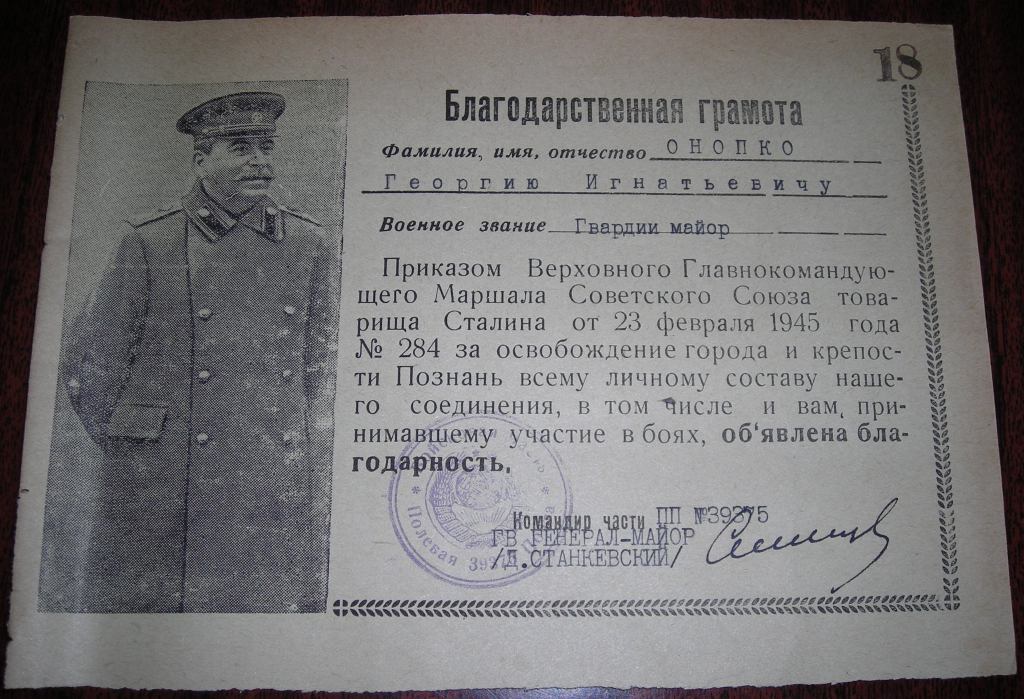 18
Благодарственная грамота
Фамилия, имя, отчество ОНОПКО
Георгию Игнатьевичу
Военное звание Гвардии майор
Приказом Верховного Главнокомандую-
щего Маршала Советского Союза това-
рища Сталина от 23 февраля 1945 года
№ 284 за освобождение города и крепос-
ти Познань всему личному составу наше-
го соединения, в том числе и вам, при-
нимавшему участие в боях, об'явлена бла-
годарность.
Командир части ПП №39375
ГВ ГЕНЕРАЛ-МАЙОР
/Д.СТАНКЕВСКИЙ/
Полевая